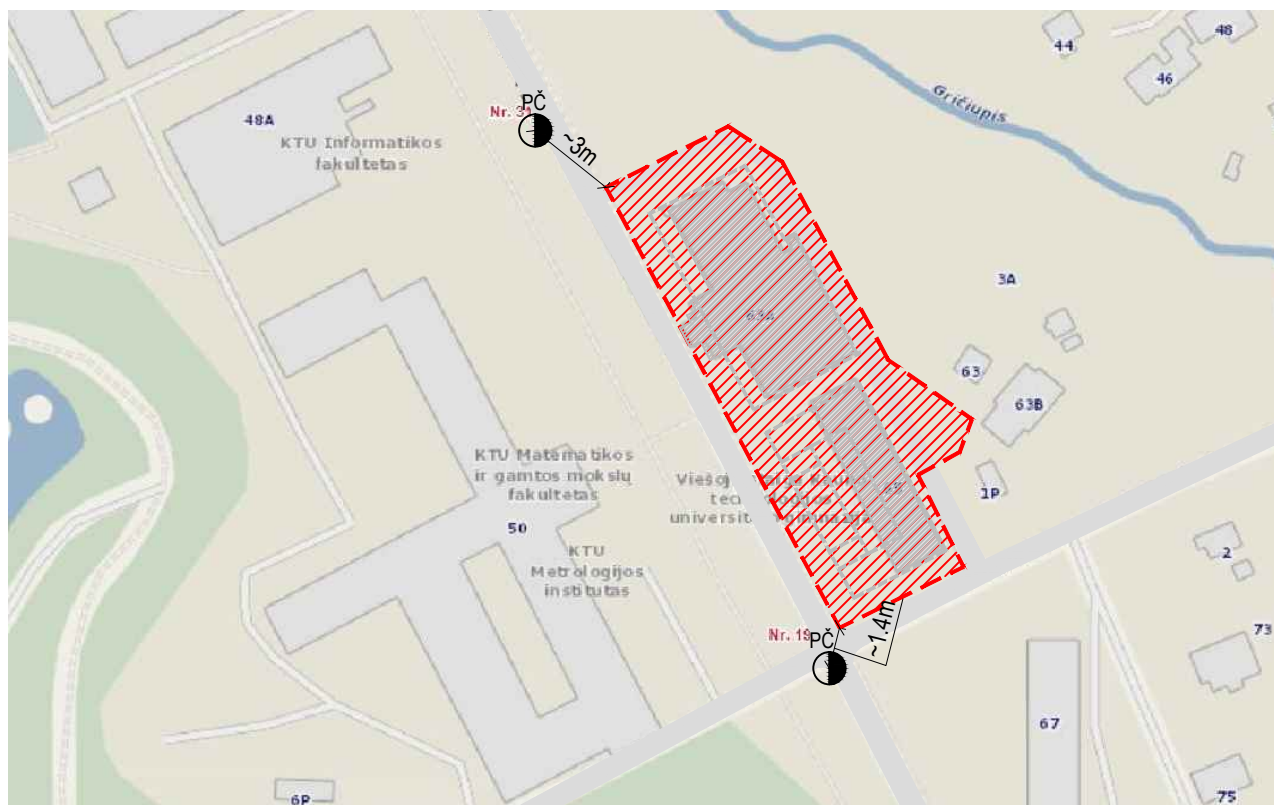 48
44
46
Gričiupis
PČ
Nr. 31
~3m
48A
KTU Informatikos
fakultetas
3A
63A
63
63B
KTU Matematikos
ir gamtos mokslų
fakultetas
50
1P
KTU
Metrologijos
institutas
2
Nr. 19
PČ
~1.4m
73
67
6P
75